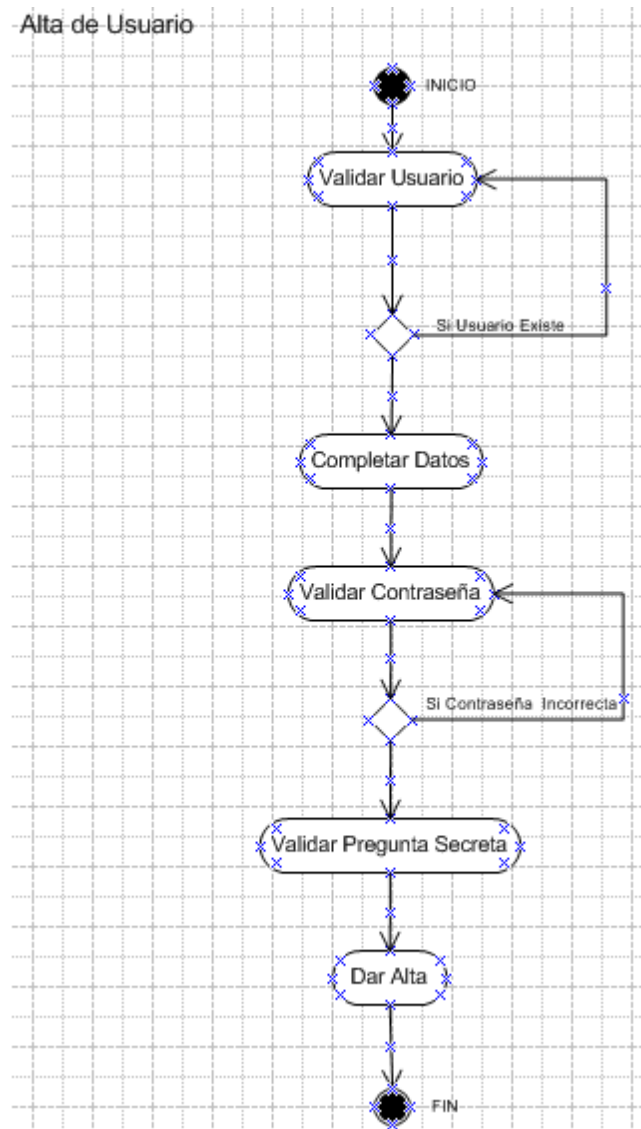 Alta de Usuario
INICIO
Validar Usuario
Si Usuario Existe
Completar Datos
Validar Contraseña
Si Contraseña Incorrecta
Validar Pregunta Secreta
Dar Alta
FIN